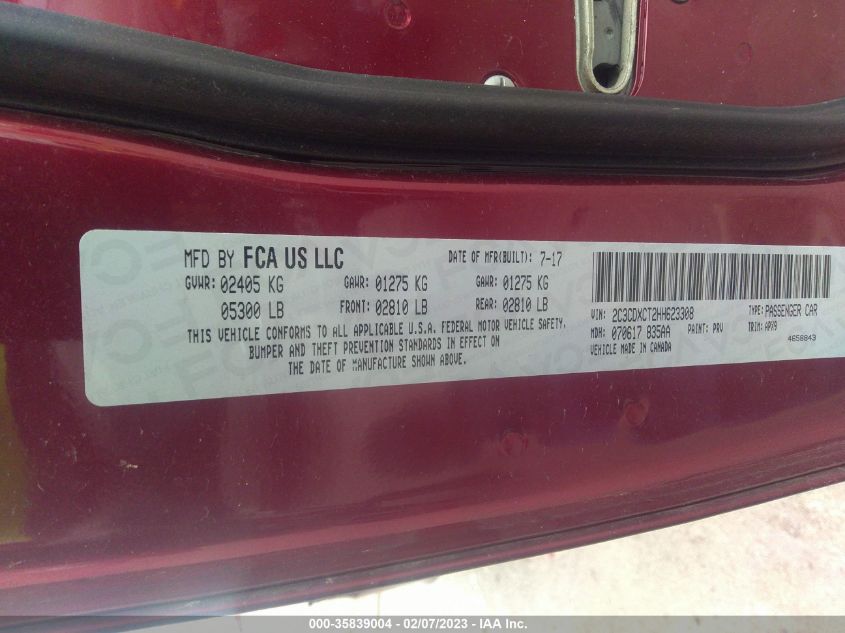 MFD BY FCA US LLC DATE OF MFR(BUILT): 7-17
GVWR: 02405 KG GAWR: 01275 KG GAWR: 01275 KG
05300 LB FRONT: 02810 LB REAR: 02810 LB
THIS VEHICLE CONFORMS TO ALL APPLICABLE U.S.A. FEDERAL MOTOR VEHICLE SAFETY,
BUMPER AND THEFT PREVENTION STANDARDS IN EFFECT ON
THE DATE OF MANUFACTURE SHOWN ABOVE.
VIN: 2C3CDXCT2HH623308 TYPE: PASSENGER CAR
MDH: 070617 835AA PAINT: PRV TRIM: APX9
VEHICLE MADE IN CANADA 4658843
000-35839004 - 02/07/2023 - IAA Inc.